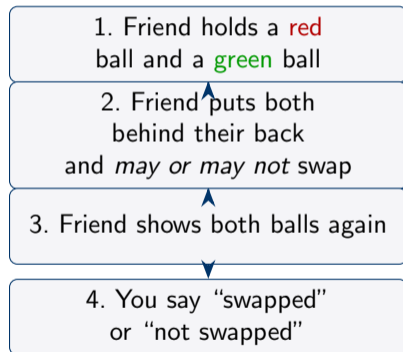 1. Friend holds a red
ball and a green ball
2. Friend puts both
behind their back
and may or may not swap
3. Friend shows both balls again
4. You say “swapped”
or “not swapped”